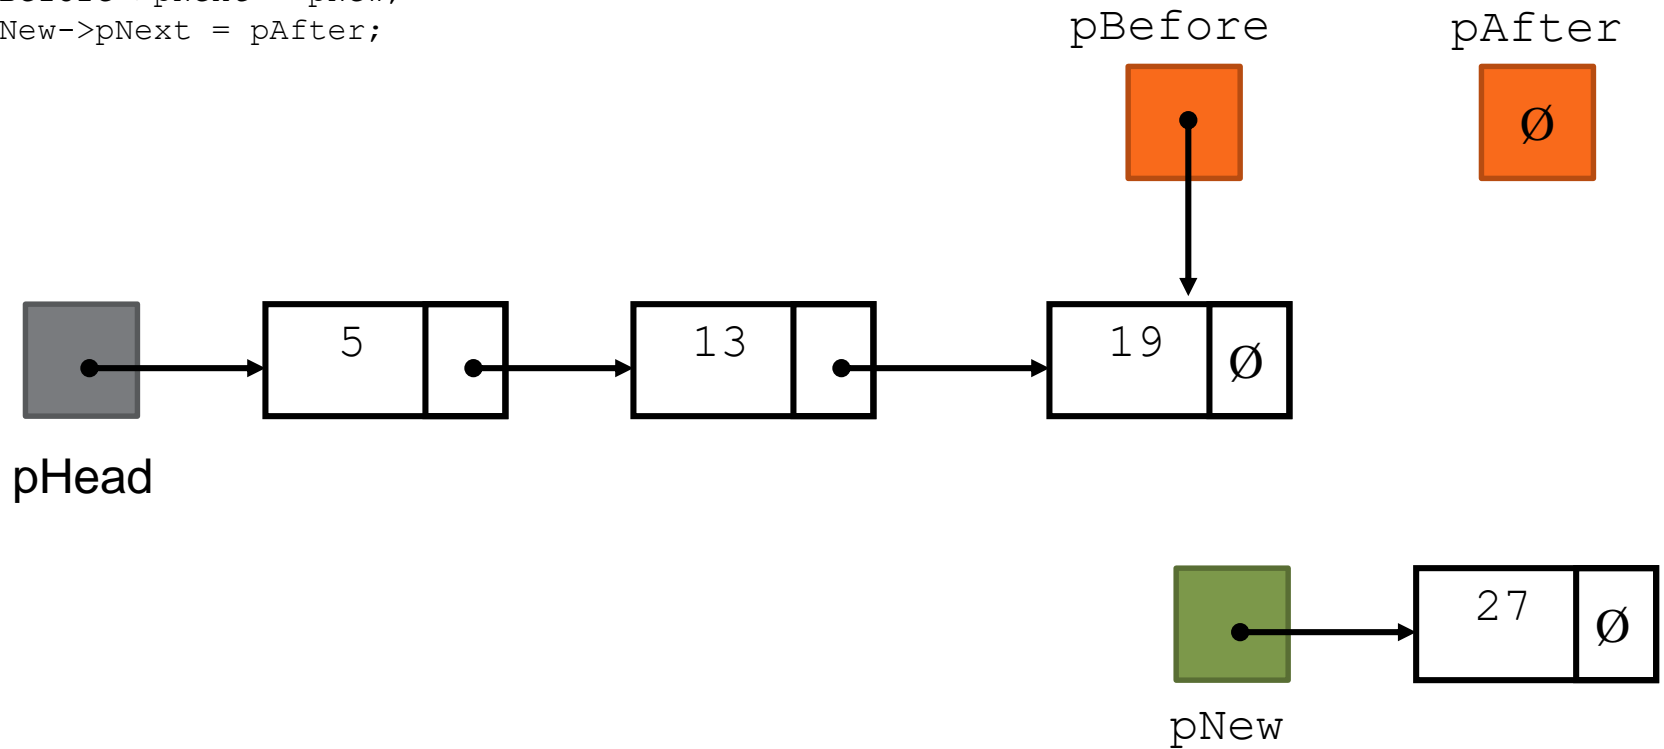 New->pNext = pAfter;
pBefore pAfter
Ø
5 13 19 Ø
pHead
27 Ø
pNew